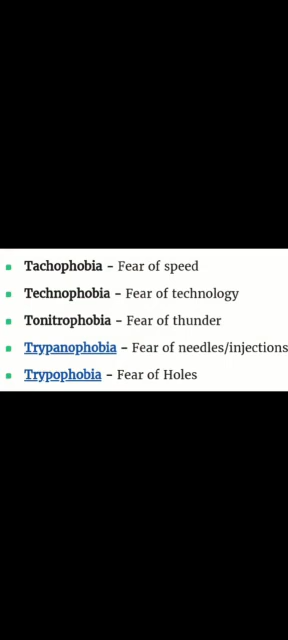 Tachophobia – Fear of speed
Technophobia – Fear of technology
Tonitrophobia – Fear of thunder
Trypanophobia – Fear of needles/injections
Trypophobia – Fear of Holes